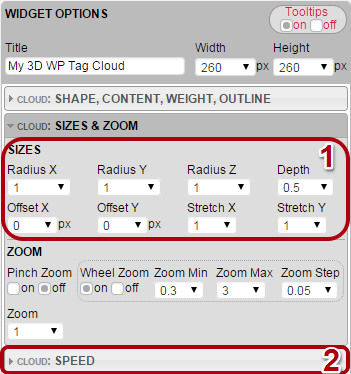 WIDGET OPTIONS
Tooltips
on off
Title Width Height
My 3D WP Tag Cloud 260 px 260 px
CLOUD: SHAPE, CONTENT, WEIGHT, OUTLINE
CLOUD: SIZES & ZOOM
SIZES 1
Radius X Radius Y Radius Z Depth
1 1 1 0.5
Offset X Offset Y Stretch X Stretch Y
0 px 0 px 1 1
ZOOM
Pinch Zoom Wheel Zoom Zoom Min Zoom Max Zoom Step
on off on off 0.3 3 0.05
Zoom
1
CLOUD: SPEED 2